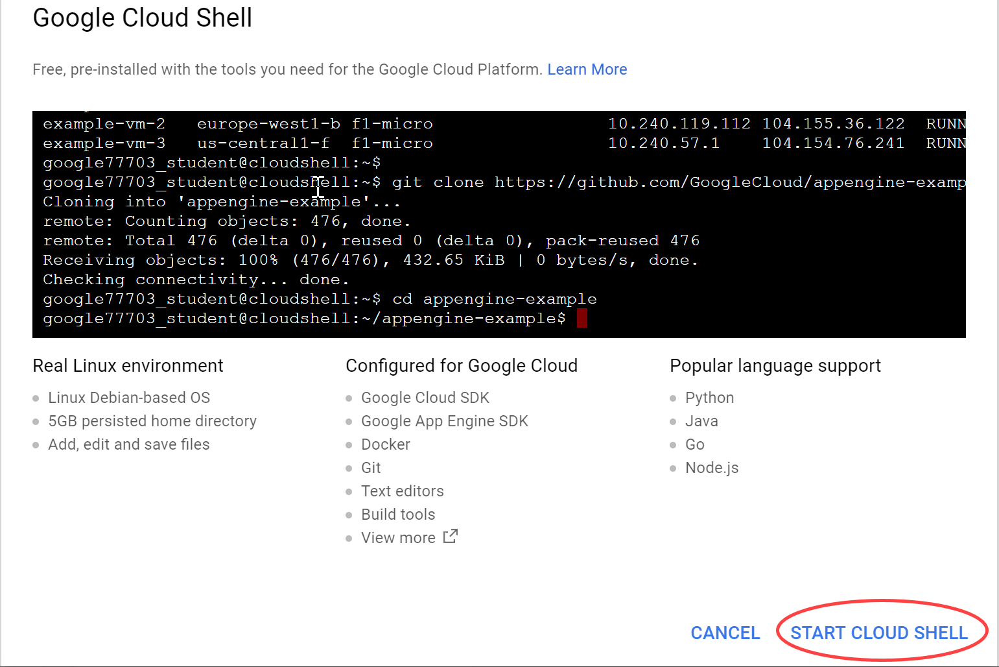 Google Cloud Shell
Free, pre-installed with the tools you need for the Google Cloud Platform. Learn More
example-vm-2 europe-west1-b f1-micro 10.240.119.112 104.155.36.122 RUNN
example-vm-3 us-central1-f f1-micro 10.240.57.1 104.154.76.241 RUNN
google77703_student@cloudshell:~$
google77703_student@cloudshell:~$ git clone https://github.com/GoogleCloud/appengine-examp
Cloning into 'appengine-example'...
remote: Counting objects: 476, done.
remote: Total 476 (delta 0), reused 0 (delta 0), pack-reused 476
Receiving objects: 100% (476/476), 432.65 KiB | 0 bytes/s, done.
Checking connectivity... done.
google77703_student@cloudshell:~$ cd appengine-example
google77703_student@cloudshell:~/appengine-example$
Real Linux environment
Linux Debian-based OS
5GB persisted home directory
Add, edit and save files
Configured for Google Cloud
Google Cloud SDK
Google App Engine SDK
Docker
Git
Text editors
Build tools
View more
Popular language support
Python
Java
Go
Node.js
CANCEL
START CLOUD SHELL